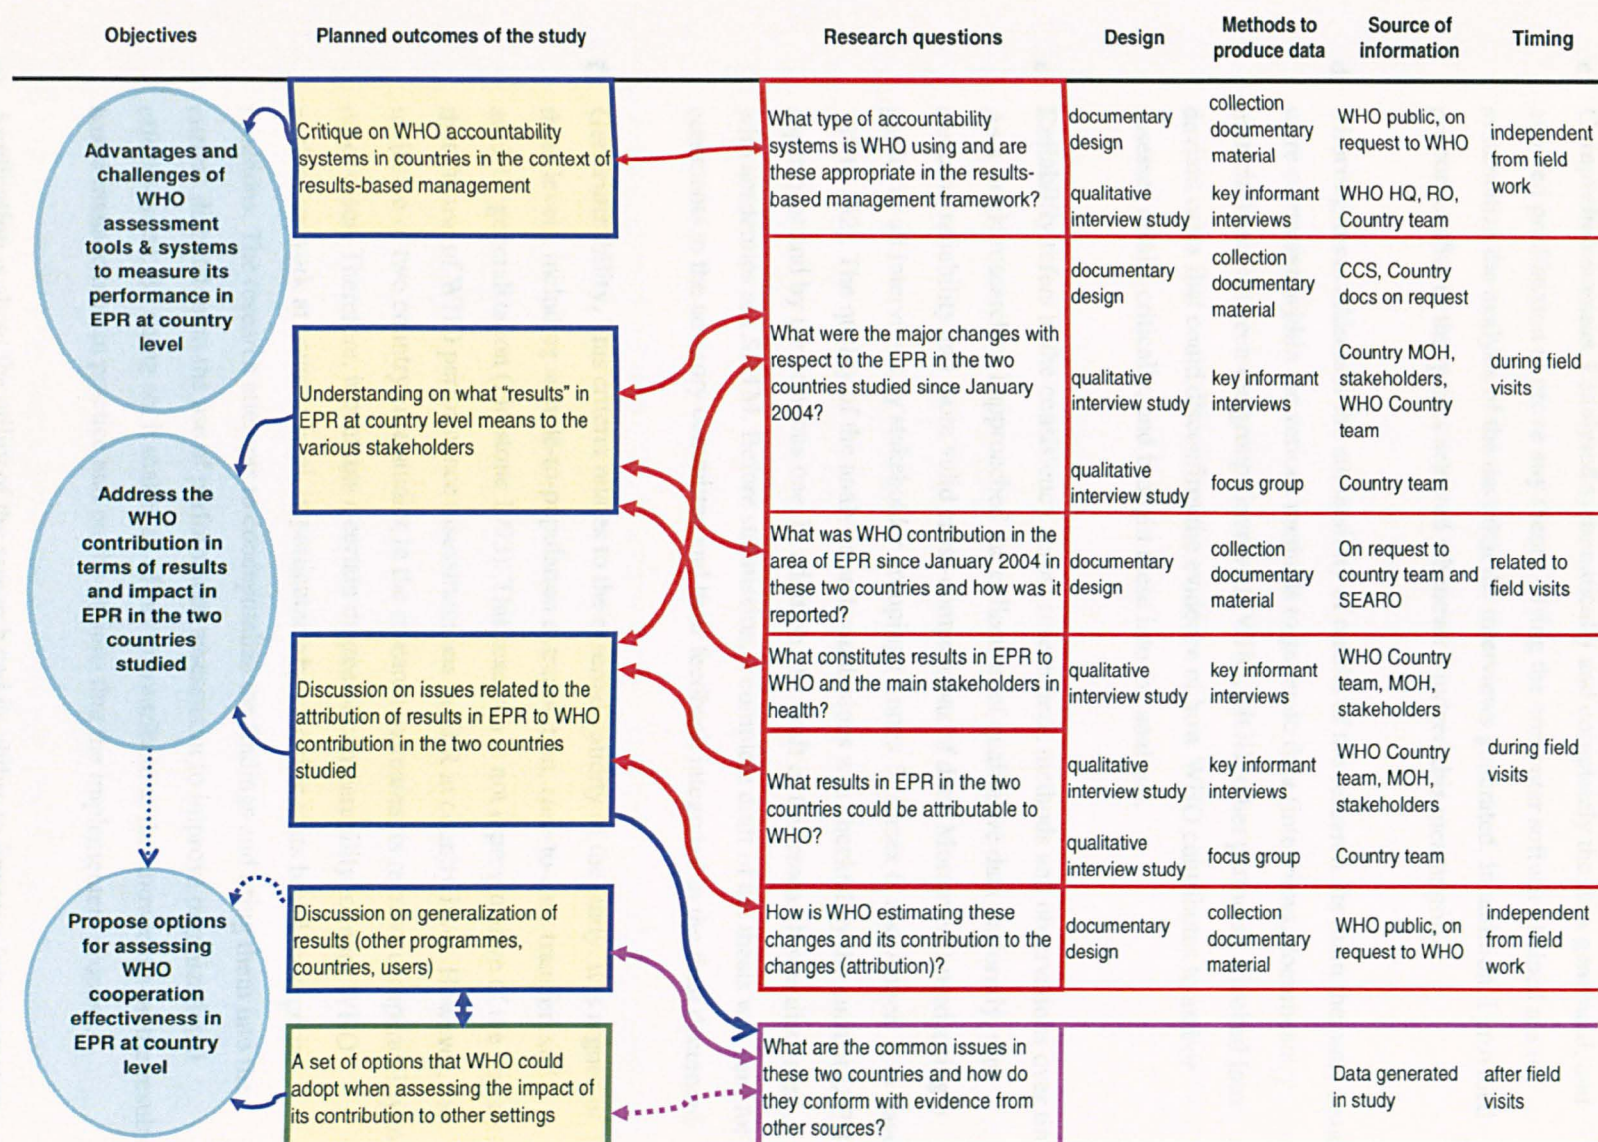 Objectives
Planned outcomes of the study
Research questions
Design
Methods to
produce data
Source of
information
Timing
Advantages and
challenges of
WHO
assessment
tools & systems
to measure its
performance in
EPR at country
level
Address the
WHO
contribution in
terms of results
and impact in
EPR in the two
countries
studied
Propose options
for assessing
WHO
cooperation
effectiveness in
EPR at country
level
Critique on WHO accountability
systems in countries in the context of
results-based management
Understanding on what “results” in
EPR at country level means to the
various stakeholders
Discussion on issues related to the
attribution of results in EPR to WHO
contribution in the two countries
studied
Discussion on generalization of
results (other programmes,
countries, users)
A set of options that WHO could
adopt when assessing the impact of
its contribution to other settings
What type of accountability
systems is WHO using and are
these appropriate in the results-
based management framework?
documentary
design
collection
documentary
material
WHO public, on
request to WHO
independent
from field
work
qualitative
interview study
key informant
interviews
WHO HQ, RO,
Country team
What were the major changes with
respect to the EPR in the two
countries studied since January
2004?
documentary
design
collection
documentary
material
CCS, Country
docs on request
qualitative
interview study
key informant
interviews
Country MOH,
stakeholders,
WHO Country
team
during field
visits
qualitative
interview study
focus group
Country team
What was WHO contribution in the
area of EPR since January 2004 in
these two countries and how was it
reported?
documentary
design
collection
documentary
material
On request to
country team and
SEARO
related to
field visits
What constitutes results in EPR to
WHO and the main stakeholders in
health?
qualitative
interview study
key informant
interviews
WHO Country
team, MOH,
stakeholders
What results in EPR in the two
countries could be attributable to
WHO?
qualitative
interview study
key informant
interviews
WHO Country
team, MOH,
stakeholders
during field
visits
qualitative
interview study
focus group
Country team
How is WHO estimating these
changes and its contribution to the
changes (attribution)?
documentary
design
collection
documentary
material
WHO public, on
request to WHO
independent
from field
work
What are the common issues in
these two countries and how do
they conform with evidence from
other sources?
Data generated
in study
after field
visits